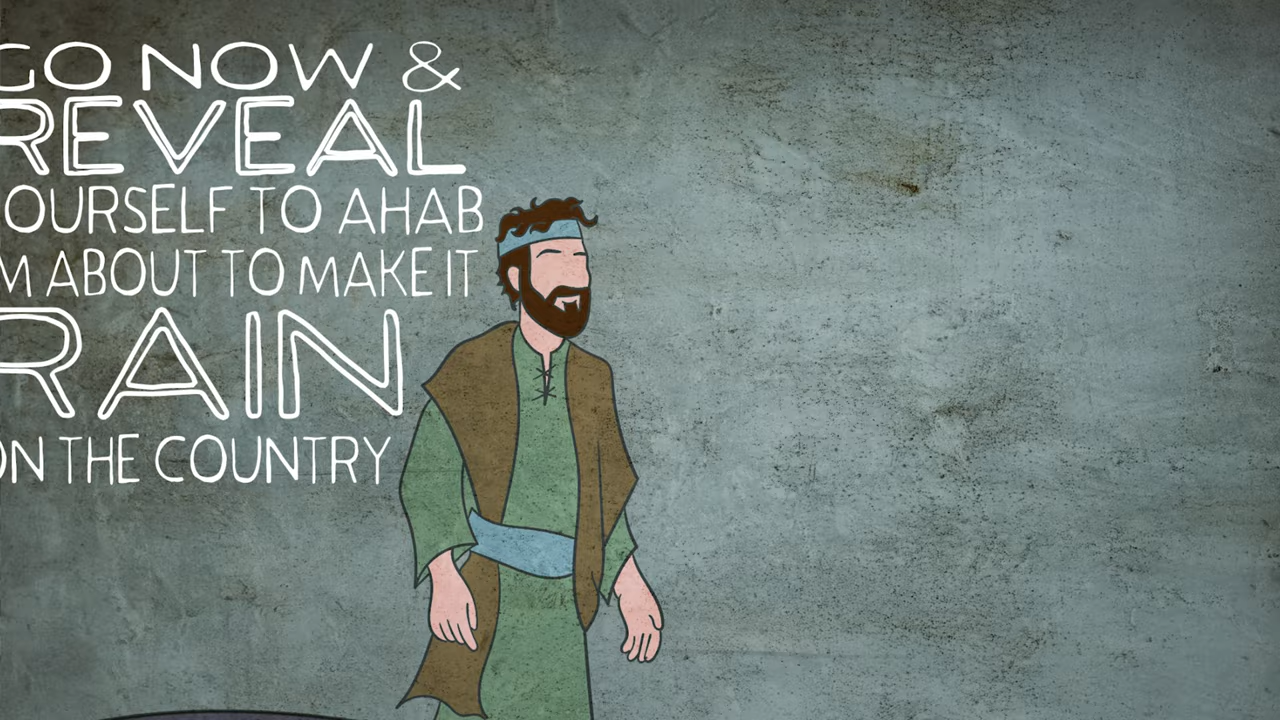 GO NOW &
REVEAL
OURSELF TO AHAB
M ABOUT TO MAKE IT
RAIN
ON THE COUNTRY